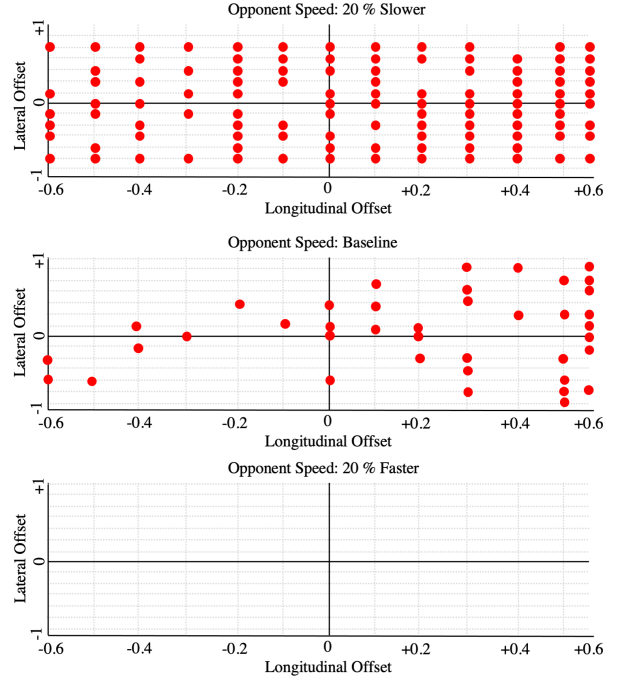 Opponent Speed: 20 % Slower
+1
0
-1
Lateral Offset
-0.6 -0.4 -0.2 0 +0.2 +0.4 +0.6
Longitudinal Offset
Opponent Speed: Baseline
+1
0
-1
Lateral Offset
-0.6 -0.4 -0.2 0 +0.2 +0.4 +0.6
Longitudinal Offset
Opponent Speed: 20 % Faster
+1
0
-1
Lateral Offset
-0.6 -0.4 -0.2 0 +0.2 +0.4 +0.6
Longitudinal Offset